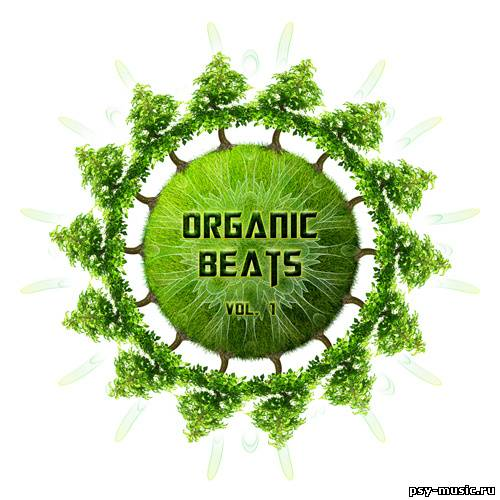 ORGANIC
BEATS
VOL. 1
psy-music.ru